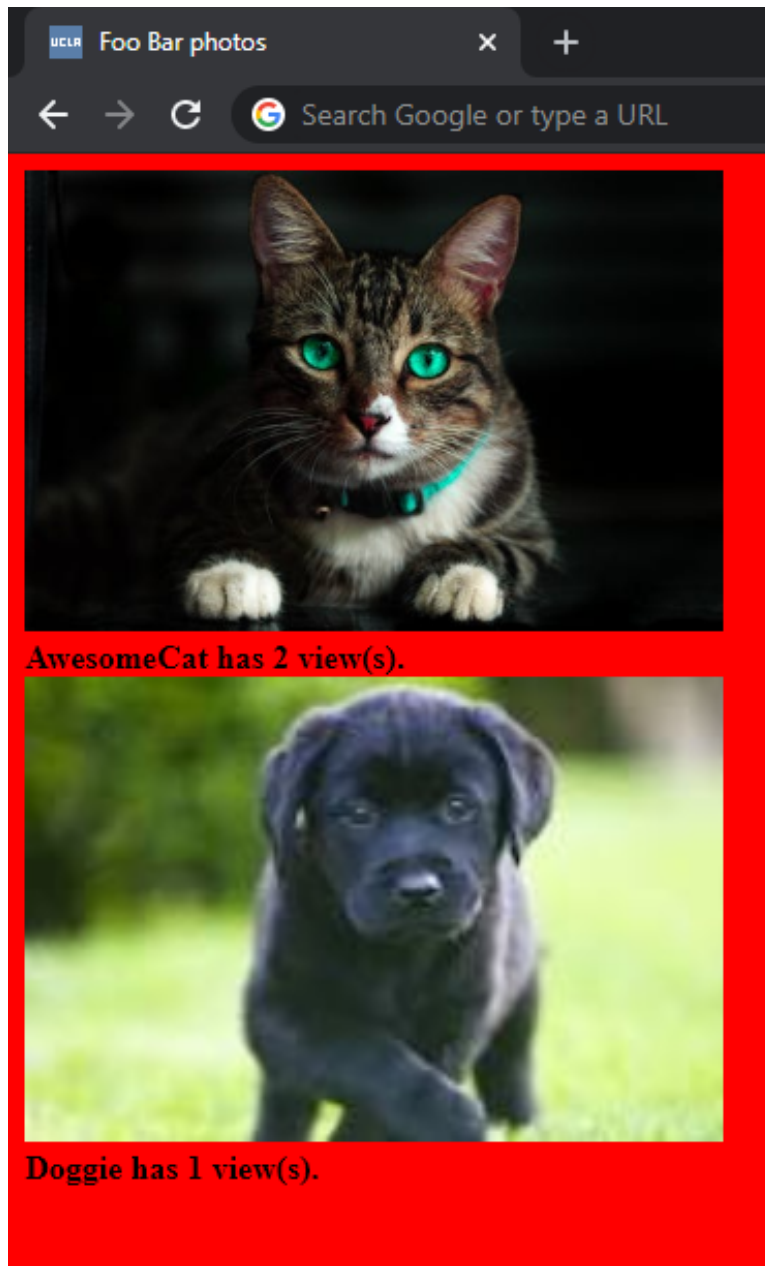 UCLA Foo Bar photos
Search Google or type a URL
AwesomeCat has 2 view(s).
Doggie has 1 view(s).